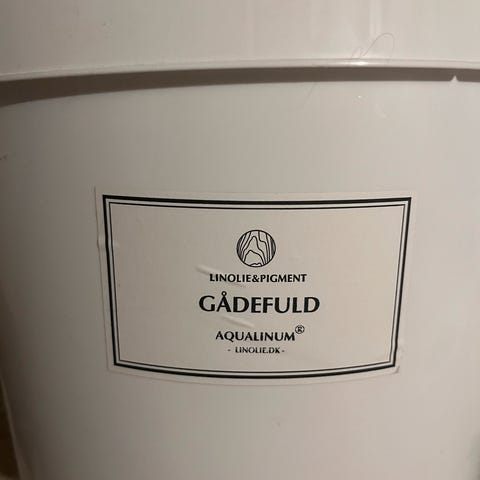 LINOLIE&PIGMENT
GÅDEFULD
AQUALINUM®
- LINOLIE.DK -